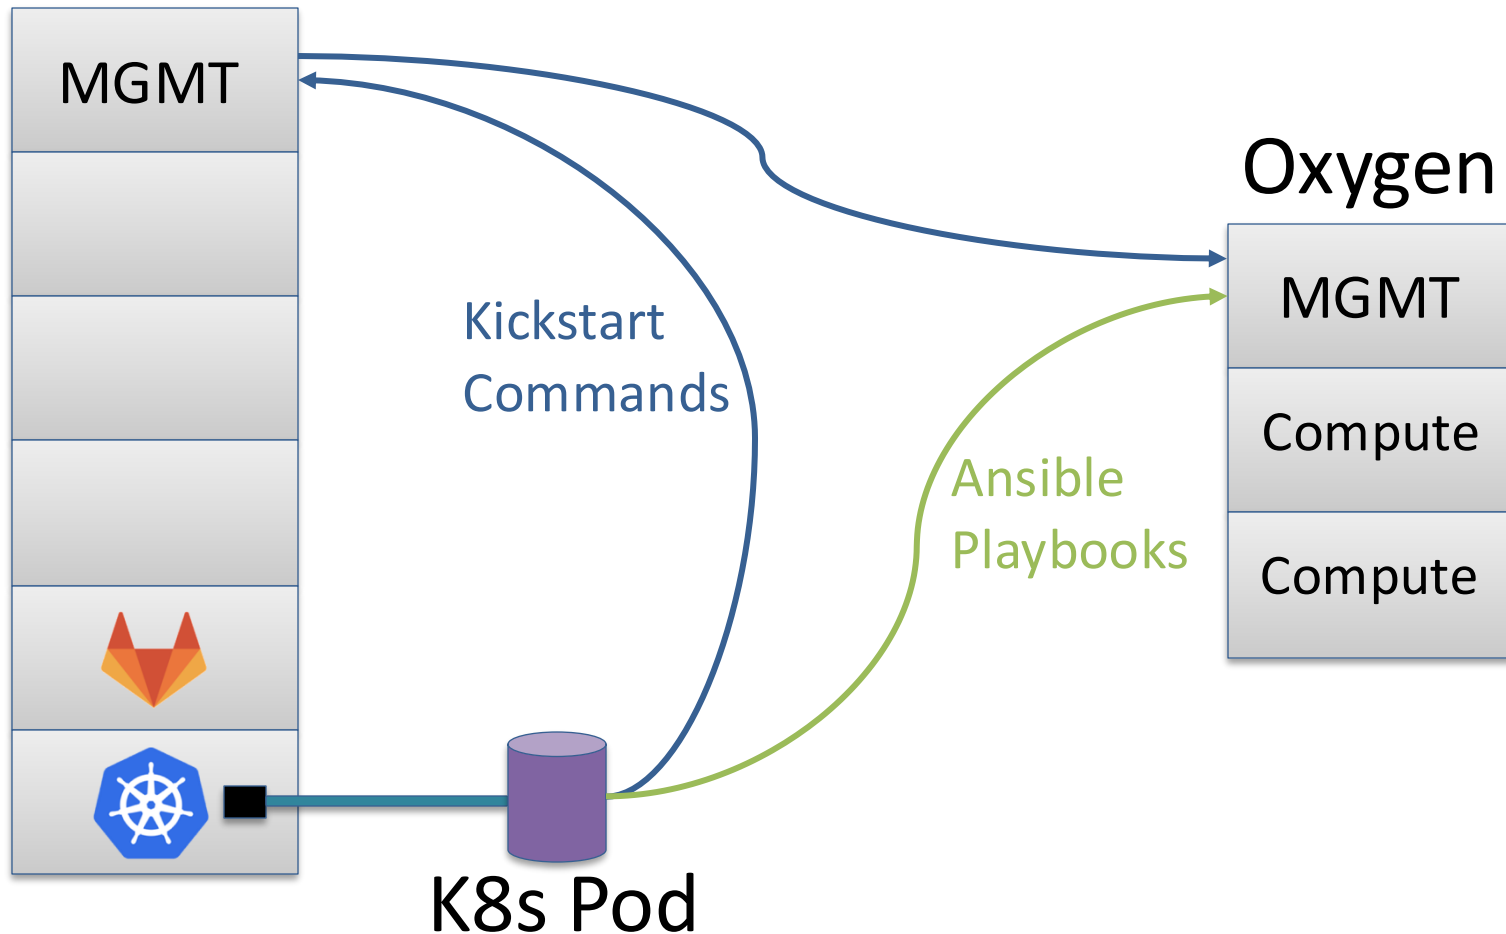 MGMT
Oxygen
MGMT
Kickstart
Commands
Compute
Ansible
Playbooks
Compute
K8s Pod